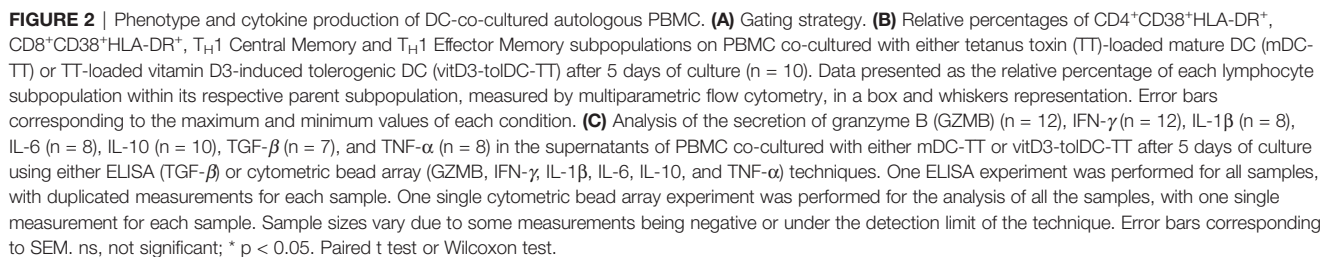 FIGURE 2 | Phenotype and cytokine production of DC-co-cultured autologous PBMC. (A) Gating strategy. (B) Relative percentages of CD4⁺CD38⁺HLA-DR⁺,
CD8⁺CD38⁺HLA-DR⁺, T_H1 Central Memory and T_H1 Effector Memory subpopulations on PBMC co-cultured with either tetanus toxin (TT)-loaded mature DC (mDC-
TT) or TT-loaded vitamin D3-induced tolerogenic DC (vitD3-tolDC-TT) after 5 days of culture (n = 10). Data presented as the relative percentage of each lymphocyte
subpopulation within its respective parent subpopulation, measured by multiparametric flow cytometry, in a box and whiskers representation. Error bars
corresponding to the maximum and minimum values of each condition. (C) Analysis of the secretion of granzyme B (GZMB) (n = 12), IFN-γ (n = 12), IL-1β (n = 8),
IL-6 (n = 8), IL-10 (n = 10), TGF-β (n = 7), and TNF-α (n = 8) in the supernatants of PBMC co-cultured with either mDC-TT or vitD3-tolDC-TT after 5 days of culture
using either ELISA (TGF-β) or cytometric bead array (GZMB, IFN-γ, IL-1β, IL-6, IL-10, and TNF-α) techniques. One ELISA experiment was performed for all samples,
with duplicated measurements for each sample. One single cytometric bead array experiment was performed for the analysis of all the samples, with one single
measurement for each sample. Sample sizes vary due to some measurements being negative or under the detection limit of the technique. Error bars corresponding
to SEM. ns, not significant; * p < 0.05. Paired t test or Wilcoxon test.